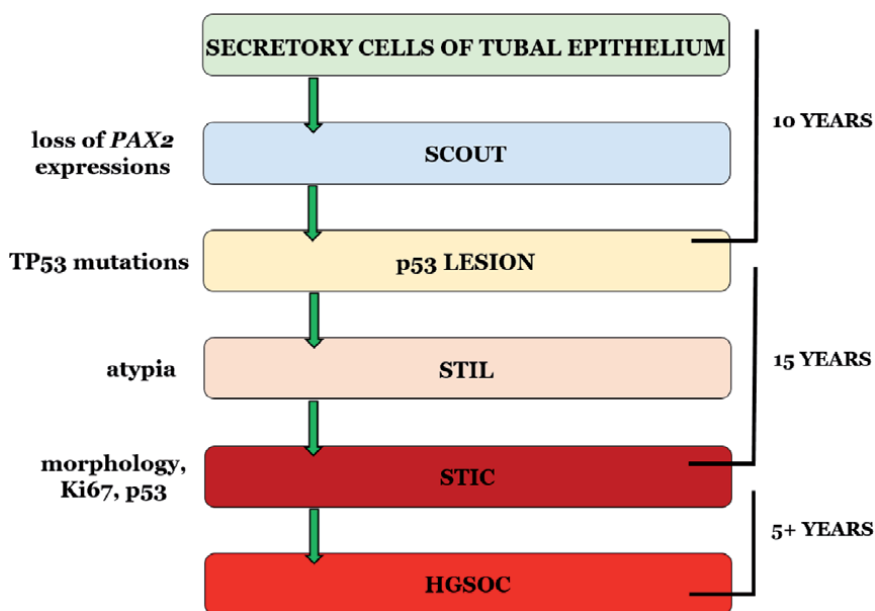 SECRETORY CELLS OF TUBAL EPITHELIUM
10 YEARS
loss of PAX2
expressions
SCOUT
TP53 mutations
p53 LESION
atypia
STIL
15 YEARS
morphology,
Ki67, p53
STIC
5+ YEARS
HGSOC